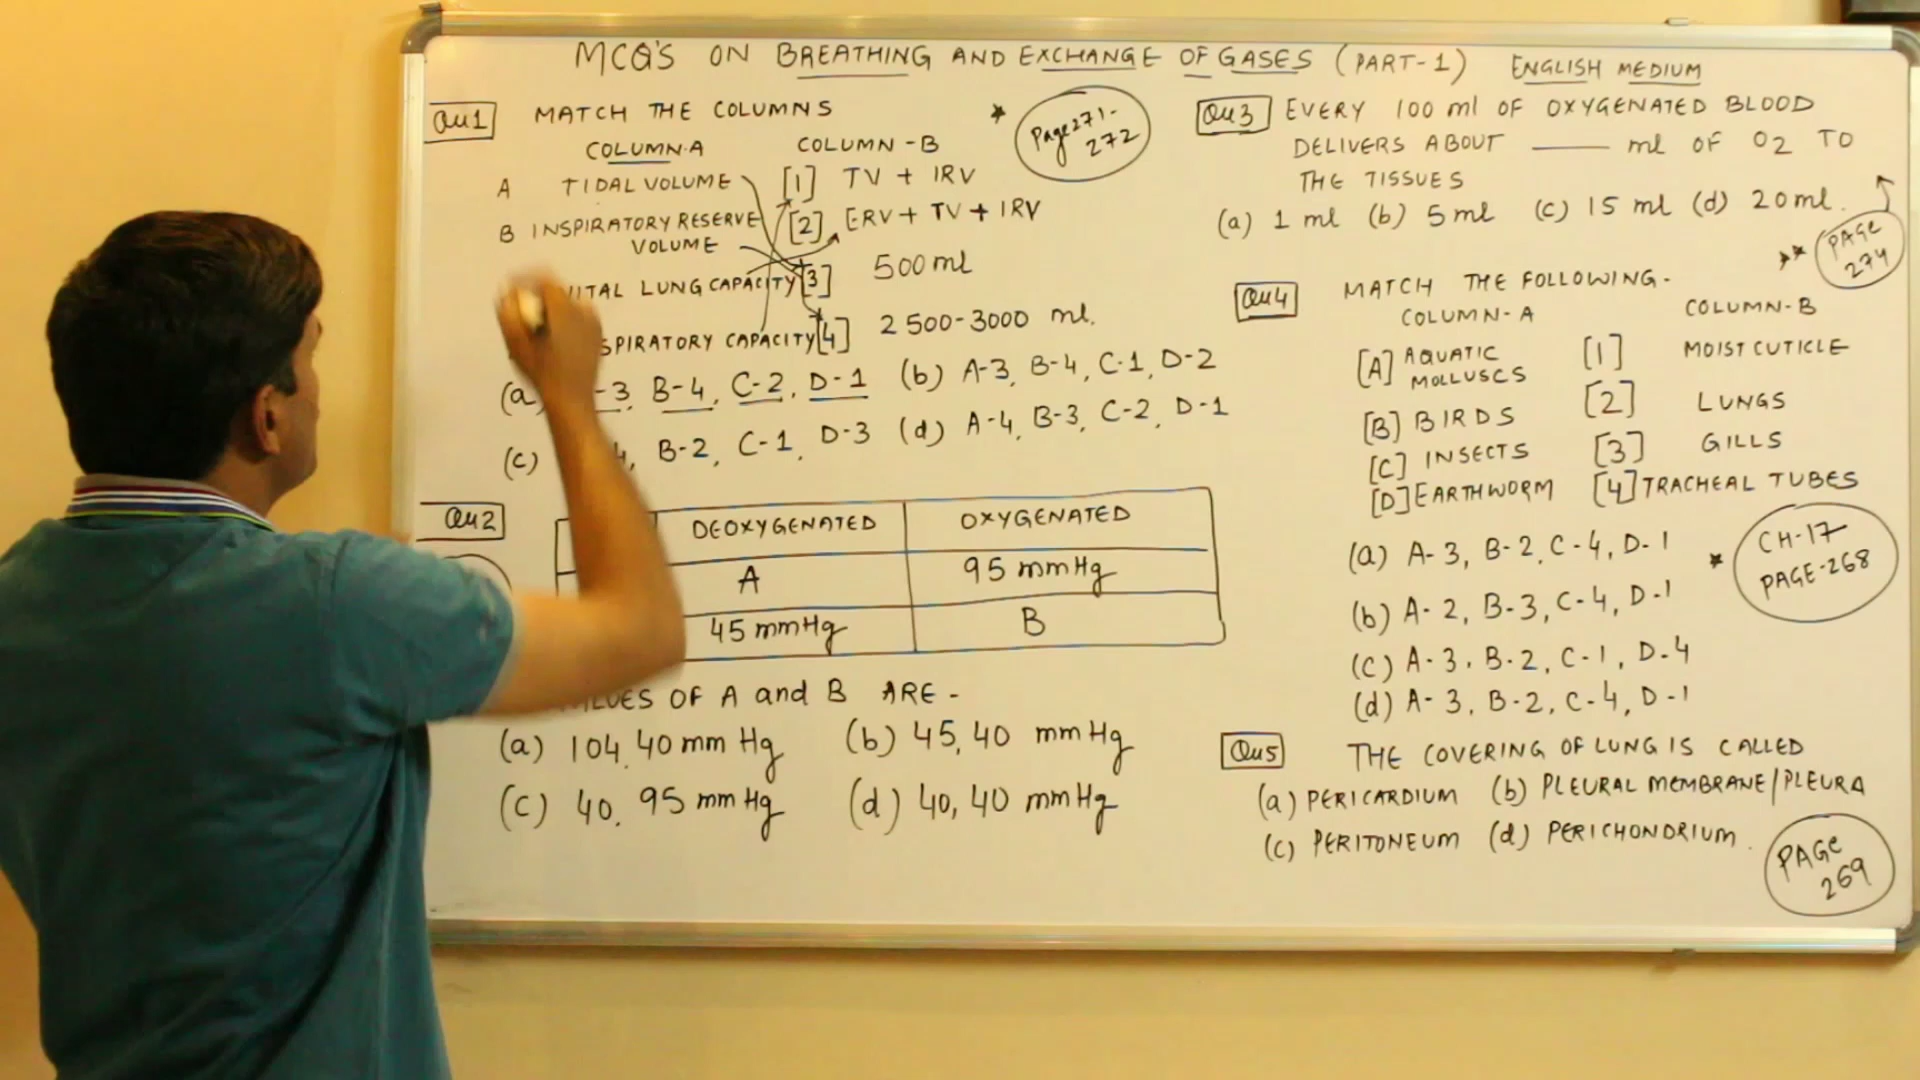 MCQ'S ON BREATHING AND EXCHANGE OF GASES (PART-1) ENGLISH MEDIUM
Qu1 MATCH THE COLUMNS
Page 271-
272
COLUMN-A COLUMN-B
A TIDAL VOLUME [1] TV + IRV
B INSPIRATORY RESERVE [2] ERV + TV + IRV
VOLUME
VITAL LUNG CAPACITY [3] 500 ml
SPIRATORY CAPACITY [4] 2500-3000 ml.
(a) -3, B-4, C-2, D-1 (b) A-3, B-4, C-1, D-2
(c) 4, B-2, C-1, D-3 (d) A-4, B-3, C-2, D-1
Qu2
DEOXYGENATED OXYGENATED
A 95 mmHg
45 mmHg B
VALUES OF A and B ARE -
(a) 104, 40 mm Hg (b) 45, 40 mmHg
(c) 40, 95 mmHg (d) 40, 40 mmHg
Qu3 EVERY 100 ml OF OXYGENATED BLOOD
DELIVERS ABOUT ____ ml OF O2 TO
THE TISSUES
(a) 1 ml (b) 5 ml (c) 15 ml (d) 20 ml.
PAGE
274
Qu4 MATCH THE FOLLOWING-
COLUMN-A COLUMN-B
[A] AQUATIC [1] MOIST CUTICLE
MOLLUSCS
[B] BIRDS [2] LUNGS
[C] INSECTS [3] GILLS
[D] EARTHWORM [4] TRACHEAL TUBES
(a) A-3, B-2, C-4, D-1
(b) A-2, B-3, C-4, D-1
(c) A-3, B-2, C-1, D-4
(d) A-3, B-2, C-4, D-1
CH-17
PAGE-268
Qu5 THE COVERING OF LUNG IS CALLED
(a) PERICARDIUM (b) PLEURAL MEMBRANE/PLEURA
(c) PERITONEUM (d) PERICHONDRIUM.
PAGE
269